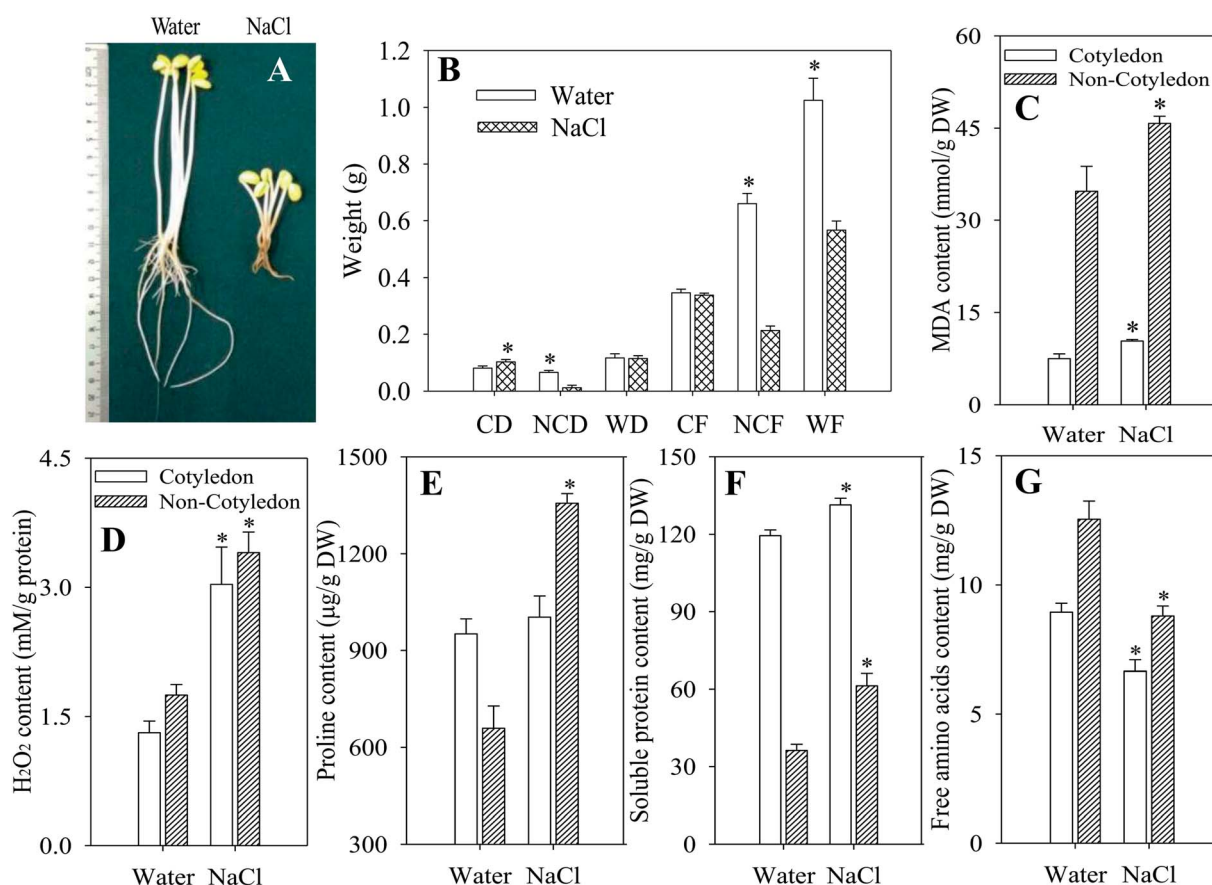 Water NaCl
A
B
Water
NaCl
Weight (g)
1.2
1.0
0.8
0.6
0.4
0.2
0.0
*
*
*
*
CD NCD WD CF NCF WF
C
Cotyledon
Non-Cotyledon
MDA content (mmol/g DW)
60
45
30
15
0
*
*
Water NaCl
D
Cotyledon
Non-Cotyledon
H₂O₂ content (mM/g protein)
4.5
3.0
1.5
0.0
*
*
Water NaCl
E
Proline content (µg/g DW)
1500
1200
900
600
300
*
Water NaCl
F
Soluble protein content (mg/g DW)
150
120
90
60
30
0
*
*
Water NaCl
G
Free amino acids content (mg/g DW)
15
10
5
0
*
*
Water NaCl